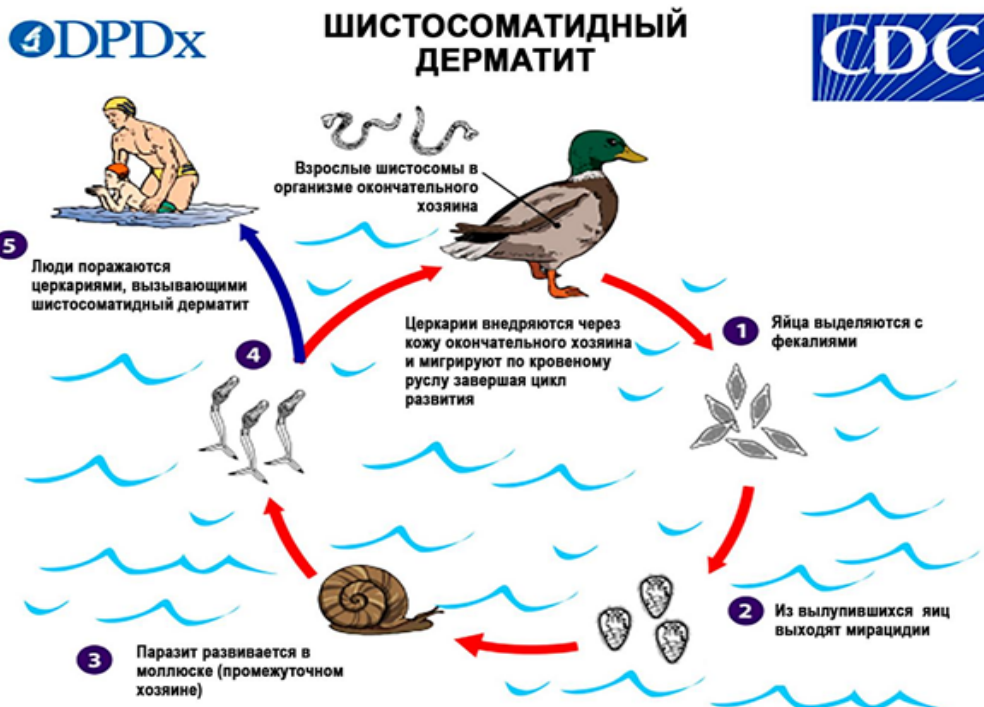 DPDx
ШИСТОСОМАТИДНЫЙ
ДЕРМАТИТ
CDC
Взрослые шистосомы в
организме окончательного
хозяина
5
Люди поражаются
церкариями, вызывающими
шистосоматидный дерматит
4
Церкарии внедряются через
кожу окончательного хозяина
и мигрируют по кровеному
руслу завершая цикл
развития
1
Яйца выделяются с
фекалиями
2
Из вылупившихся яиц
выходят мирацидии
3
Паразит развивается в
моллюске (промежуточном
хозяине)